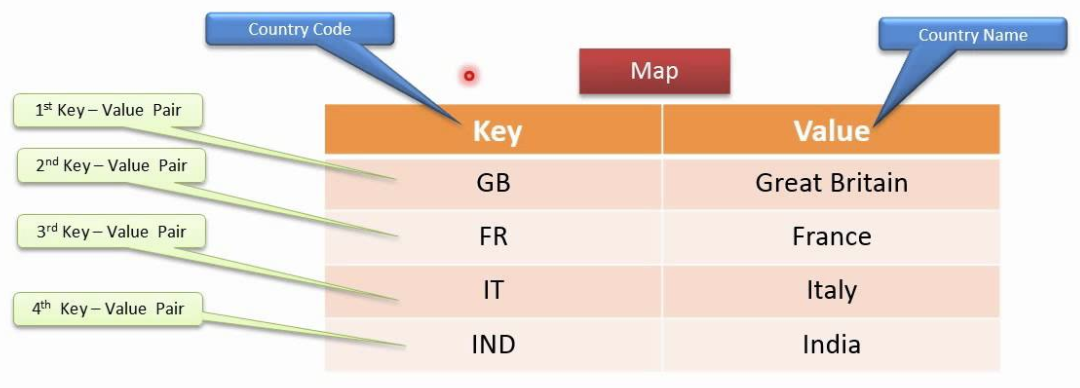 Country Code
Country Name
Map
1st Key – Value Pair
Key
Value
2nd Key – Value Pair
GB
Great Britain
3rd Key – Value Pair
FR
France
4th Key – Value Pair
IT
Italy
IND
India